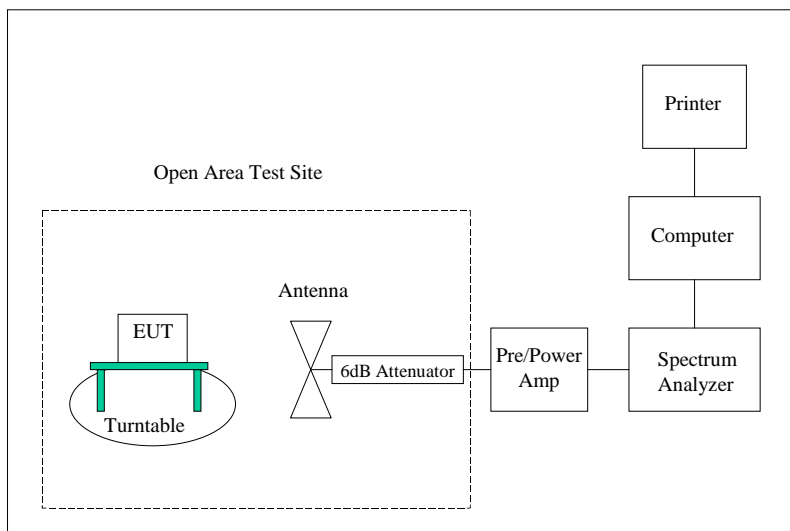 Printer
Open Area Test Site
Computer
Antenna
EUT
6dB Attenuator
Pre/Power
Amp
Spectrum
Analyzer
Turntable